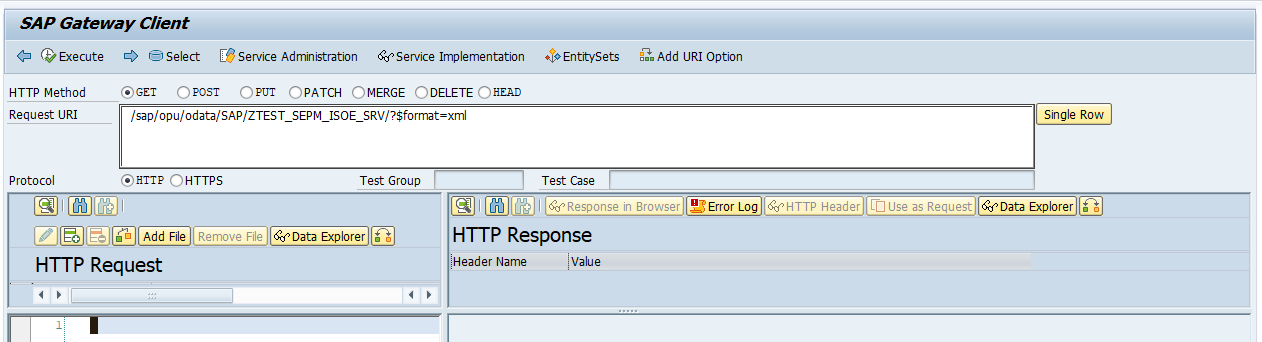 SAP Gateway Client
Execute Select Service Administration Service Implementation EntitySets Add URI Option
HTTP Method GET POST PUT PATCH MERGE DELETE HEAD
Request URI /sap/opu/odata/SAP/ZTEST_SEPM_ISOE_SRV/?$format=xml Single Row
Protocol HTTP HTTPS Test Group Test Case
Response in Browser Error Log HTTP Header Use as Request Data Explorer
Add File Remove File Data Explorer
HTTP Response
HTTP Request
Header Name Value
1